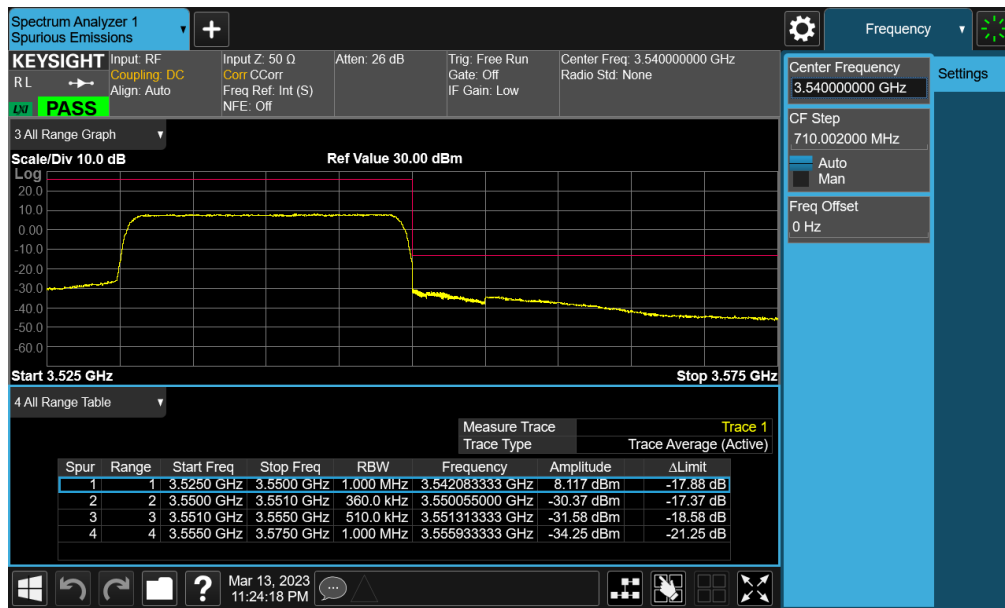 Spectrum Analyzer 1
Spurious Emissions
Frequency
KEYSIGHT
R L
LXI
PASS
Input: RF
Coupling: DC
Align: Auto
Input Z: 50 Ω
Corr CCorr
Freq Ref: Int (S)
NFE: Off
Atten: 26 dB
Trig: Free Run
Gate: Off
IF Gain: Low
Center Freq: 3.540000000 GHz
Radio Std: None
Center Frequency
3.540000000 GHz
Settings
CF Step
710.002000 MHz
Auto
Man
Freq Offset
0 Hz
3 All Range Graph
Scale/Div 10.0 dB
Ref Value 30.00 dBm
Log
20.0
10.0
0.00
-10.0
-20.0
-30.0
-40.0
-50.0
-60.0
Start 3.525 GHz
Stop 3.575 GHz
4 All Range Table
Measure Trace Trace 1
Trace Type Trace Average (Active)
Spur Range Start Freq Stop Freq RBW Frequency Amplitude ΔLimit
1 1 3.5250 GHz 3.5500 GHz 1.000 MHz 3.542083333 GHz 8.117 dBm -17.88 dB
2 2 3.5500 GHz 3.5510 GHz 360.0 kHz 3.550055000 GHz -30.37 dBm -17.37 dB
3 3 3.5510 GHz 3.5550 GHz 510.0 kHz 3.551313333 GHz -31.58 dBm -18.58 dB
4 4 3.5550 GHz 3.5750 GHz 1.000 MHz 3.555933333 GHz -34.25 dBm -21.25 dB
?
Mar 13, 2023
11:24:18 PM